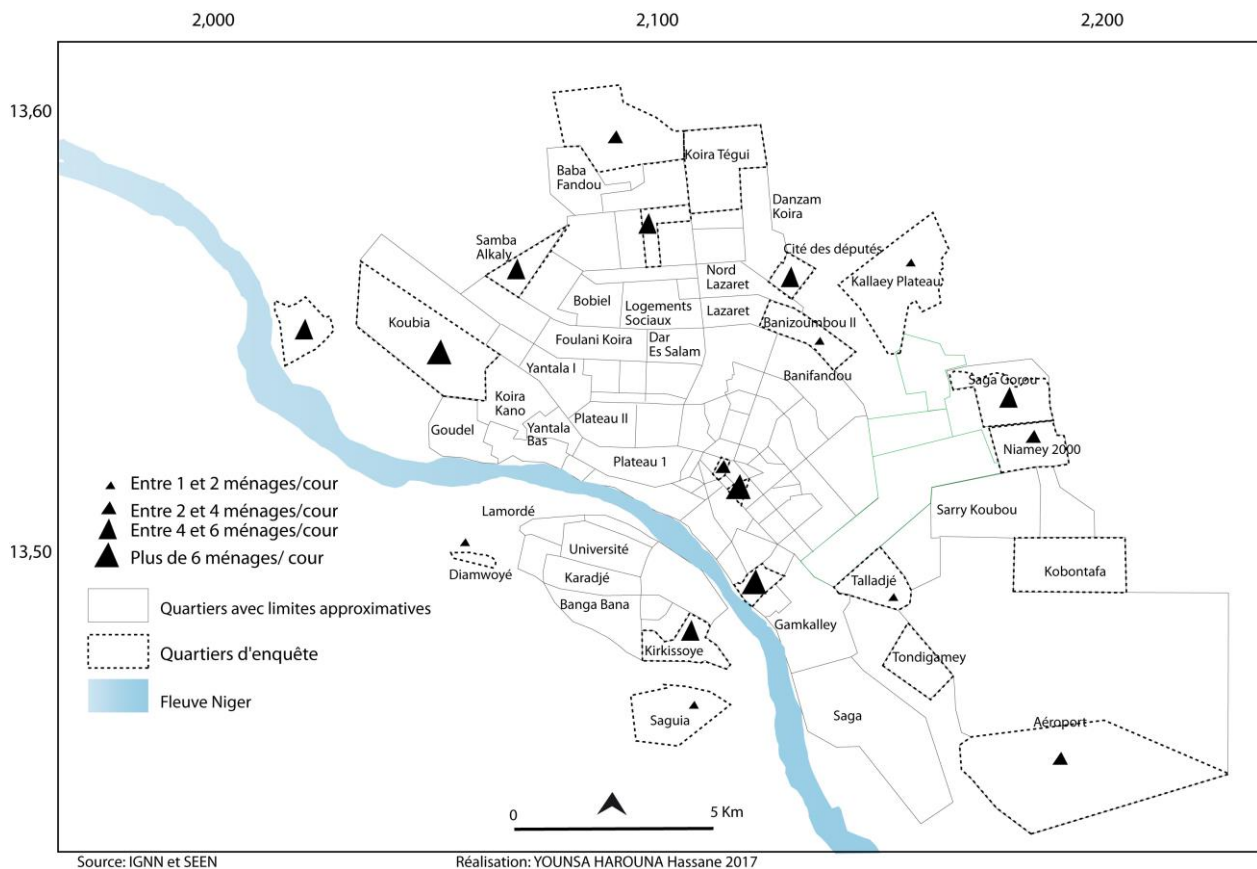 2,000
2,100
2,200
13,60
Koira Tégui
Baba
Fandou
Danzam
Koira
Samba
Alkaly
Cité des députés
Nord
Lazaret
Kallaey Plateau
Bobiel
Logements
Sociaux
Lazaret
Koubia
Banizoumbou II
Foulani Koira
Dar
Es Salam
Yantala I
Banifandou
Saga Gorou
Koira
Kano
Goudel
Yantala
Bas
Plateau II
Niamey 2000
Plateau 1
Entre 1 et 2 ménages/cour
Entre 2 et 4 ménages/cour
Entre 4 et 6 ménages/cour
Plus de 6 ménages/ cour
Lamordé
Sarry Koubou
13,50
Université
Diamwoyé
Karadjé
Talladjé
Kobontafa
Banga Bana
Quartiers avec limites approximatives
Gamkalley
Kirkissoye
Quartiers d'enquête
Tondigamey
Fleuve Niger
Saguia
Saga
Aéroport
0
5 Km
Source: IGNN et SEEN
Réalisation: YOUNSA HAROUNA Hassane 2017